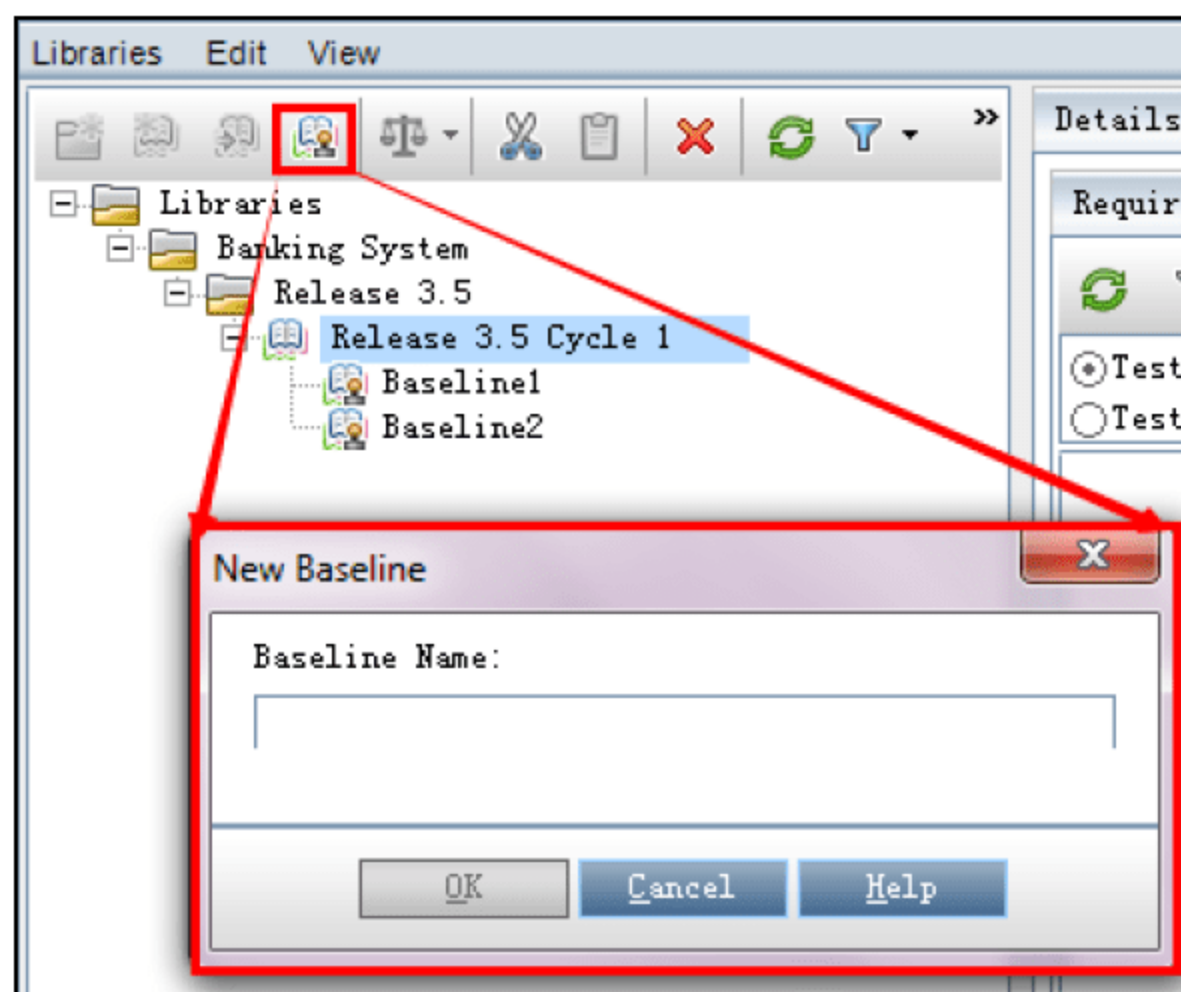 Libraries Edit View
Details
Requir
Libraries
Banking System
Release 3.5
Release 3.5 Cycle 1
Baseline1
Baseline2
Test
Test
New Baseline
Baseline Name:
OK Cancel Help